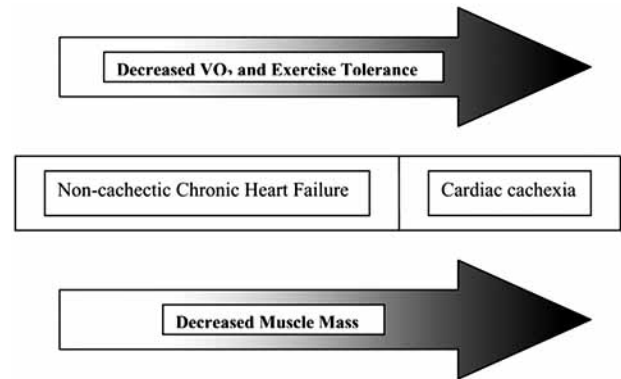 Decreased VO₂ and Exercise Tolerance
Non-cachectic Chronic Heart Failure
Cardiac cachexia
Decreased Muscle Mass